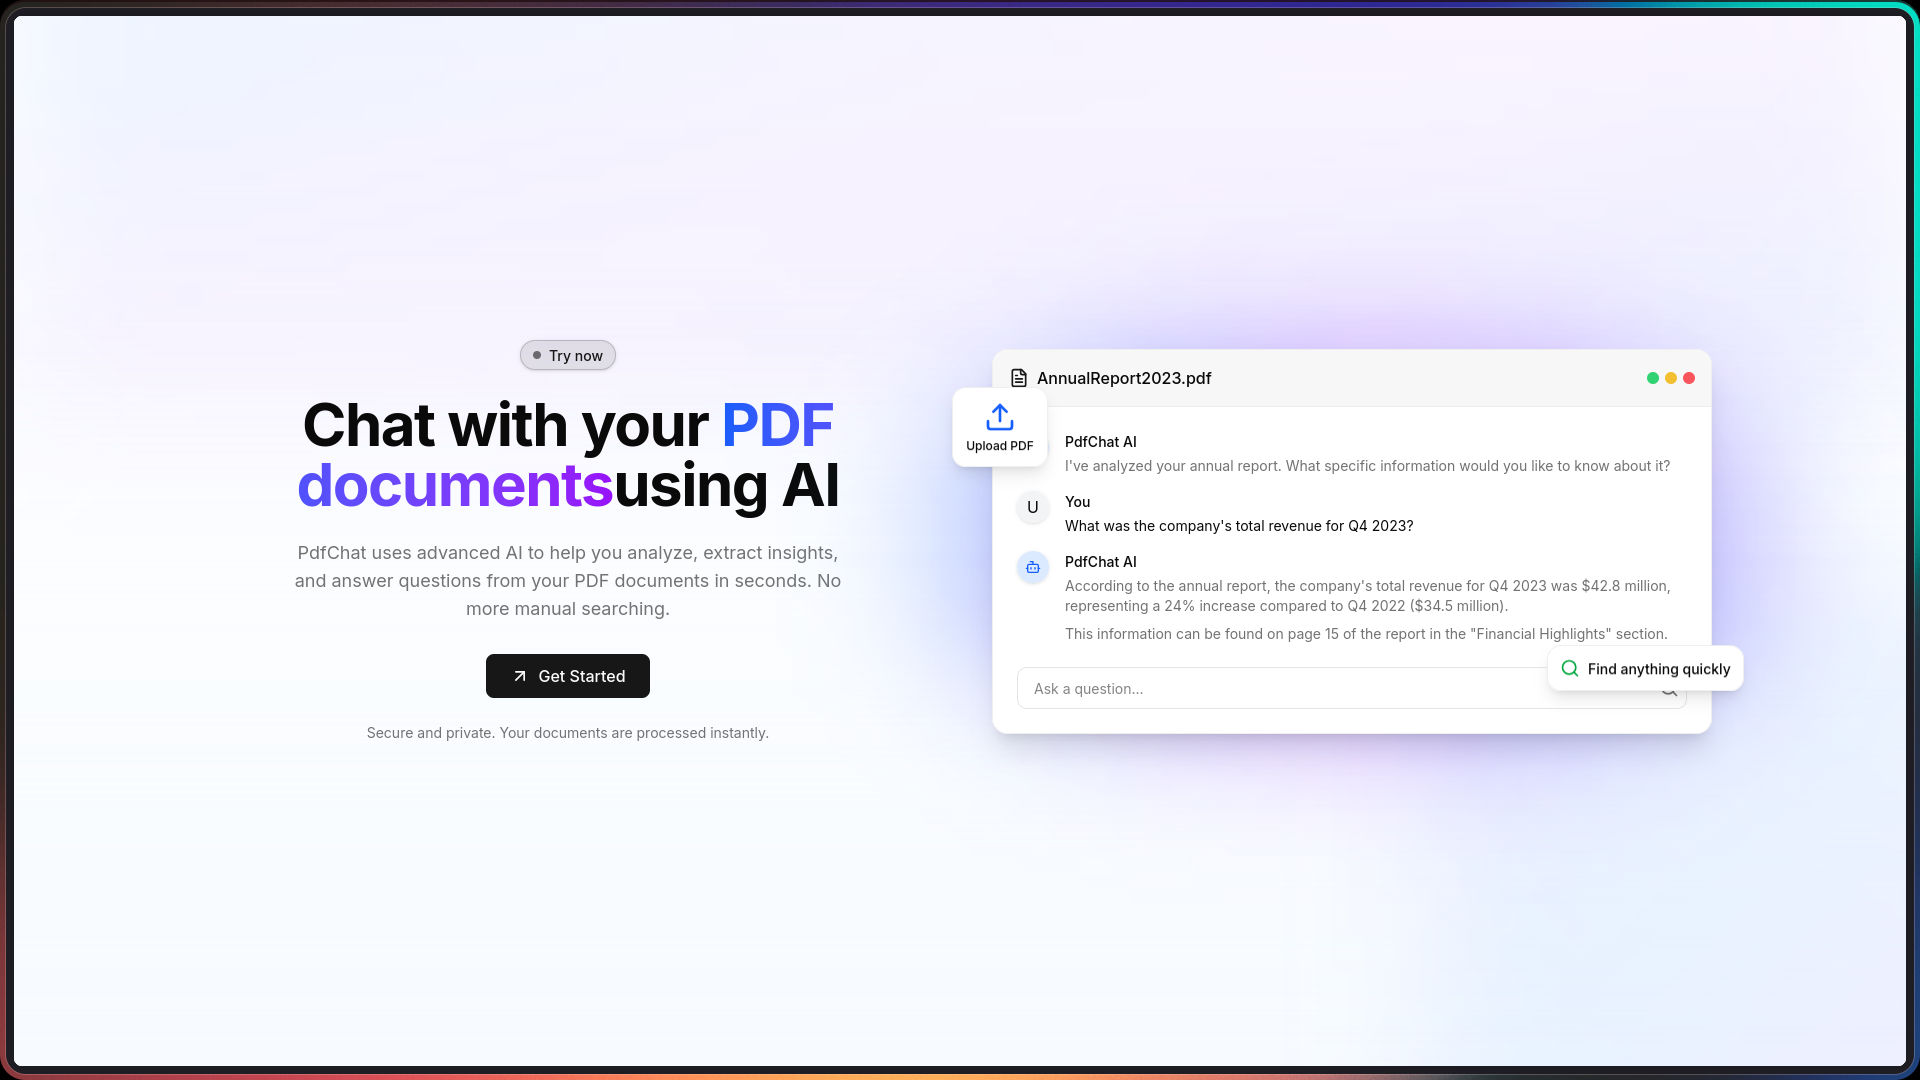 Try now
Chat with your PDF
documentsusing AI
PdfChat uses advanced AI to help you analyze, extract insights,
and answer questions from your PDF documents in seconds. No
more manual searching.
Get Started
Secure and private. Your documents are processed instantly.
AnnualReport2023.pdf
Upload PDF
PdfChat AI
I've analyzed your annual report. What specific information would you like to know about it?
U
You
What was the company's total revenue for Q4 2023?
PdfChat AI
According to the annual report, the company's total revenue for Q4 2023 was $42.8 million,
representing a 24% increase compared to Q4 2022 ($34.5 million).
This information can be found on page 15 of the report in the "Financial Highlights" section.
Find anything quickly
Ask a question...